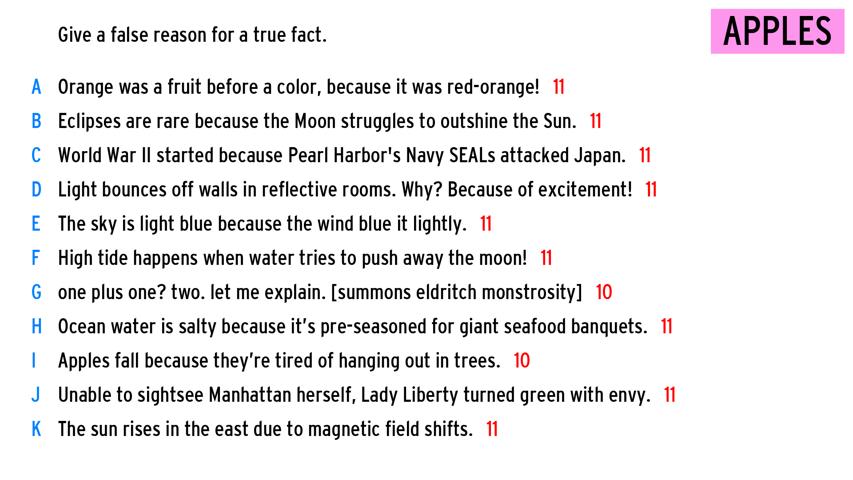 Give a false reason for a true fact.
APPLES
A Orange was a fruit before a color, because it was red-orange! 11
B Eclipses are rare because the Moon struggles to outshine the Sun. 11
C World War II started because Pearl Harbor's Navy SEALs attacked Japan. 11
D Light bounces off walls in reflective rooms. Why? Because of excitement! 11
E The sky is light blue because the wind blue it lightly. 11
F High tide happens when water tries to push away the moon! 11
G one plus one? two. let me explain. [summons eldritch monstrosity] 10
H Ocean water is salty because it’s pre-seasoned for giant seafood banquets. 11
I Apples fall because they’re tired of hanging out in trees. 10
J Unable to sightsee Manhattan herself, Lady Liberty turned green with envy. 11
K The sun rises in the east due to magnetic field shifts. 11